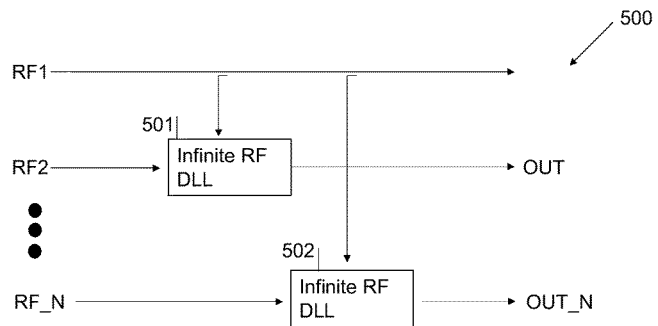 500
RF1
501
Infinite RF
DLL
RF2
OUT
502
Infinite RF
DLL
RF_N
OUT_N